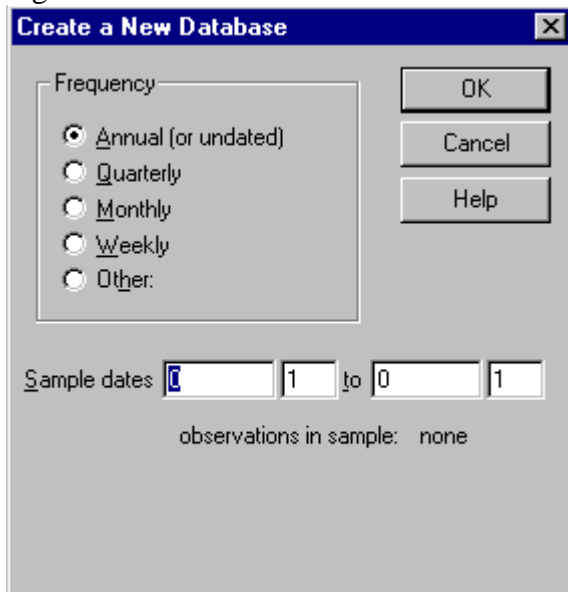 Create a New Database
Frequency
Annual (or undated)
Quarterly
Monthly
Weekly
Other:
OK
Cancel
Help
Sample dates 0 1 to 0 1
observations in sample: none